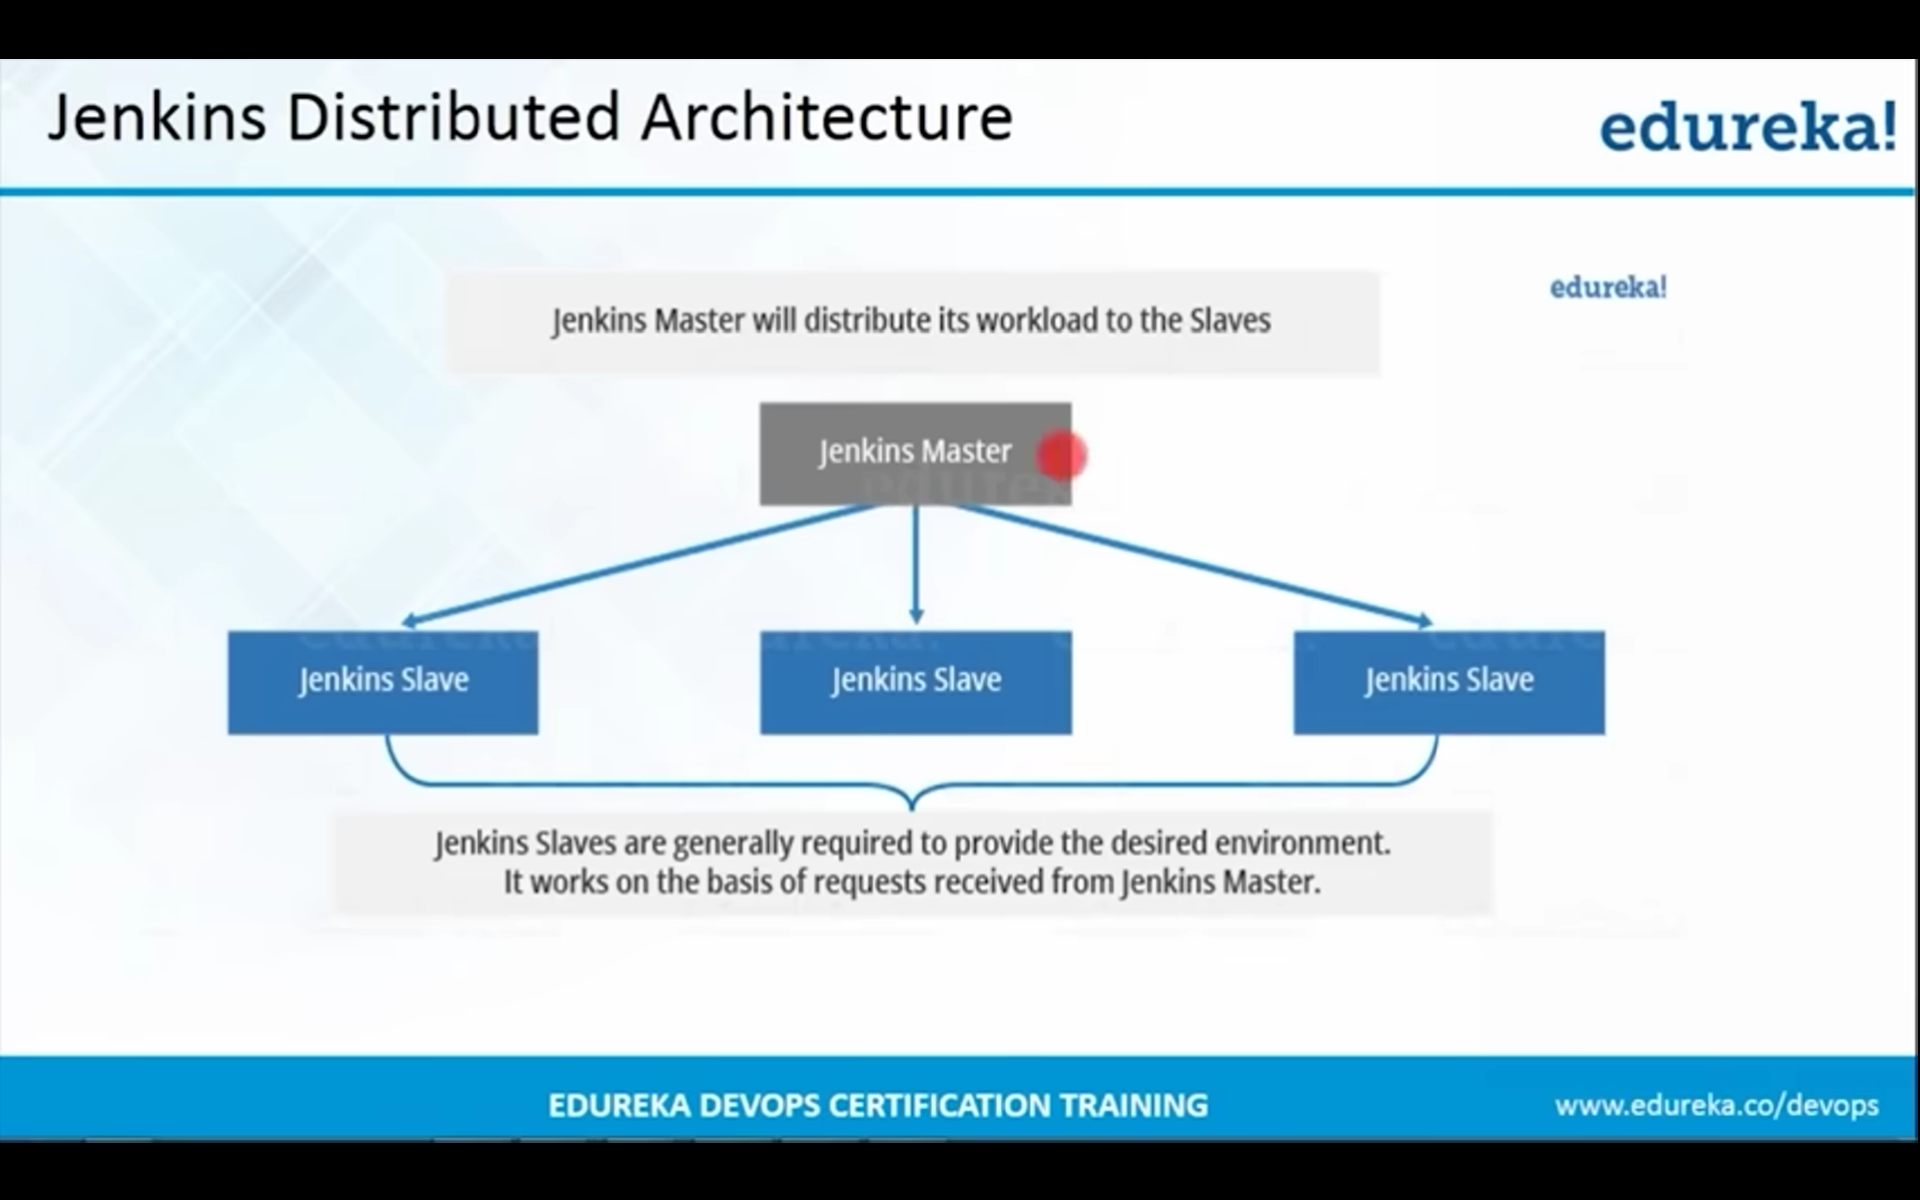 Jenkins Distributed Architecture
edureka!
edureka!
Jenkins Master will distribute its workload to the Slaves
Jenkins Master
Jenkins Slave
Jenkins Slave
Jenkins Slave
Jenkins Slaves are generally required to provide the desired environment.
It works on the basis of requests received from Jenkins Master.
EDUREKA DEVOPS CERTIFICATION TRAINING
www.edureka.co/devops